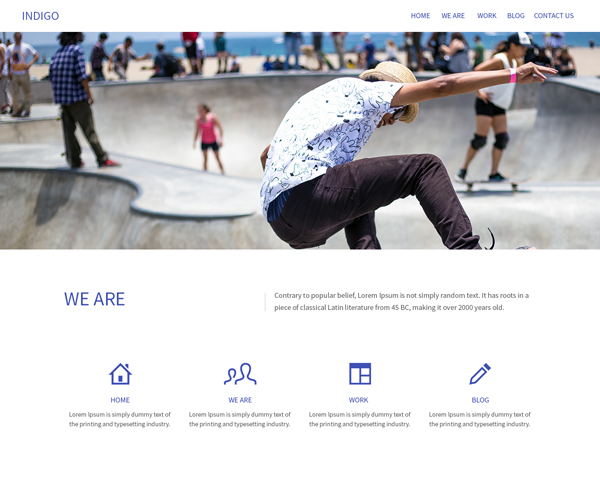 INDIGO
HOME WE ARE WORK BLOG CONTACT US
WE ARE
Contrary to popular belief, Lorem Ipsum is not simply random text. It has roots in a
piece of classical Latin literature from 45 BC, making it over 2000 years old.
HOME
Lorem Ipsum is simply dummy text of
the printing and typesetting industry.
WE ARE
Lorem Ipsum is simply dummy text of
the printing and typesetting industry.
WORK
Lorem Ipsum is simply dummy text of
the printing and typesetting industry.
BLOG
Lorem Ipsum is simply dummy text of
the printing and typesetting industry.